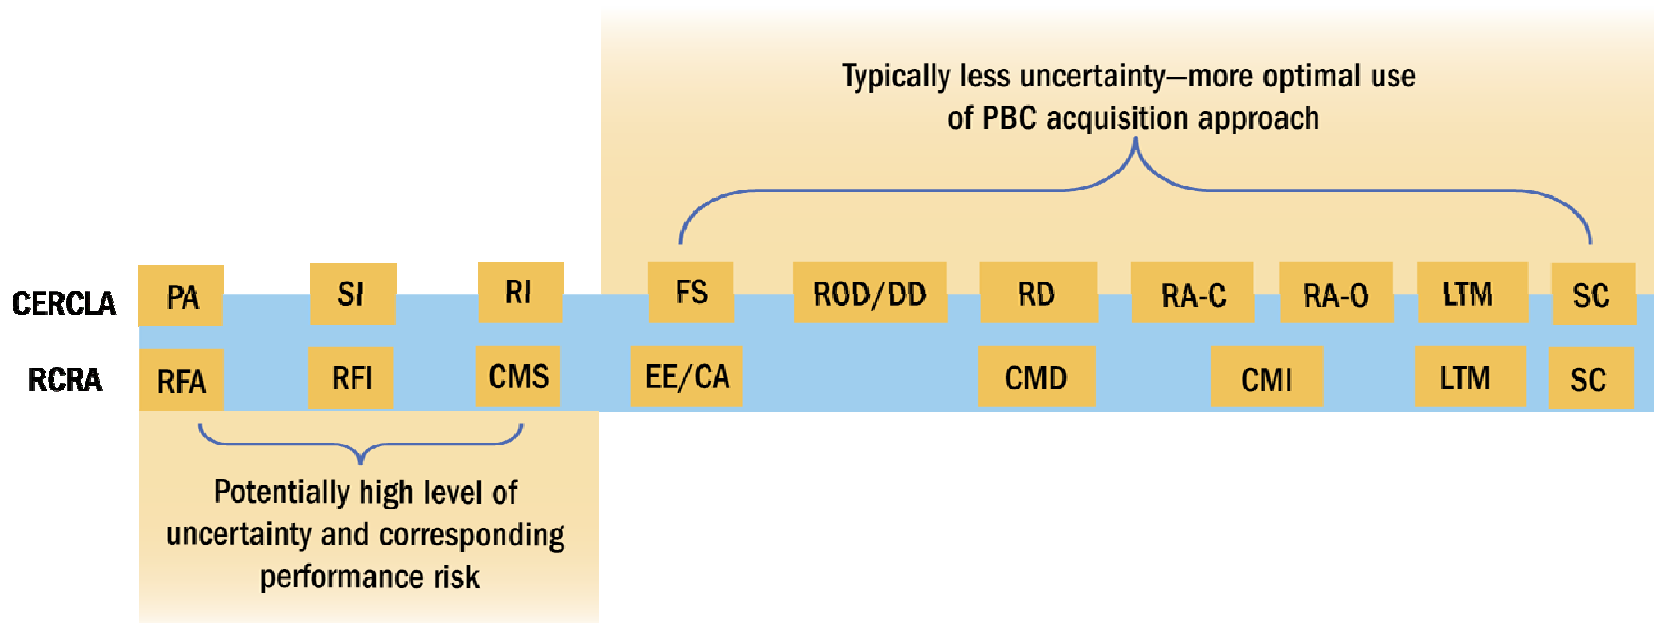 Typically less uncertainty—more optimal use
of PBC acquisition approach
CERCLA PA SI RI FS ROD/DD RD RA-C RA-O LTM SC
RCRA RFA RFI CMS EE/CA CMD CMI LTM SC
Potentially high level of
uncertainty and corresponding
performance risk